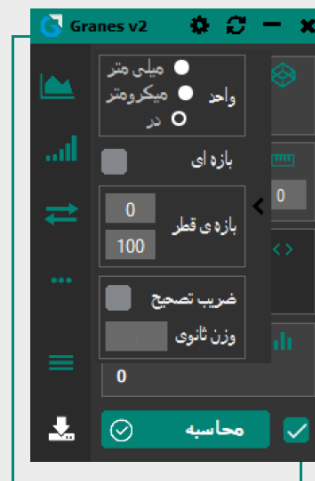 Granes v2
میلی متر
واحد میکرومتر
در
بازه ای
0
0
بازه ی قطر
100
ضریب تصحیح
وزن ثانوی
0
محاسبه